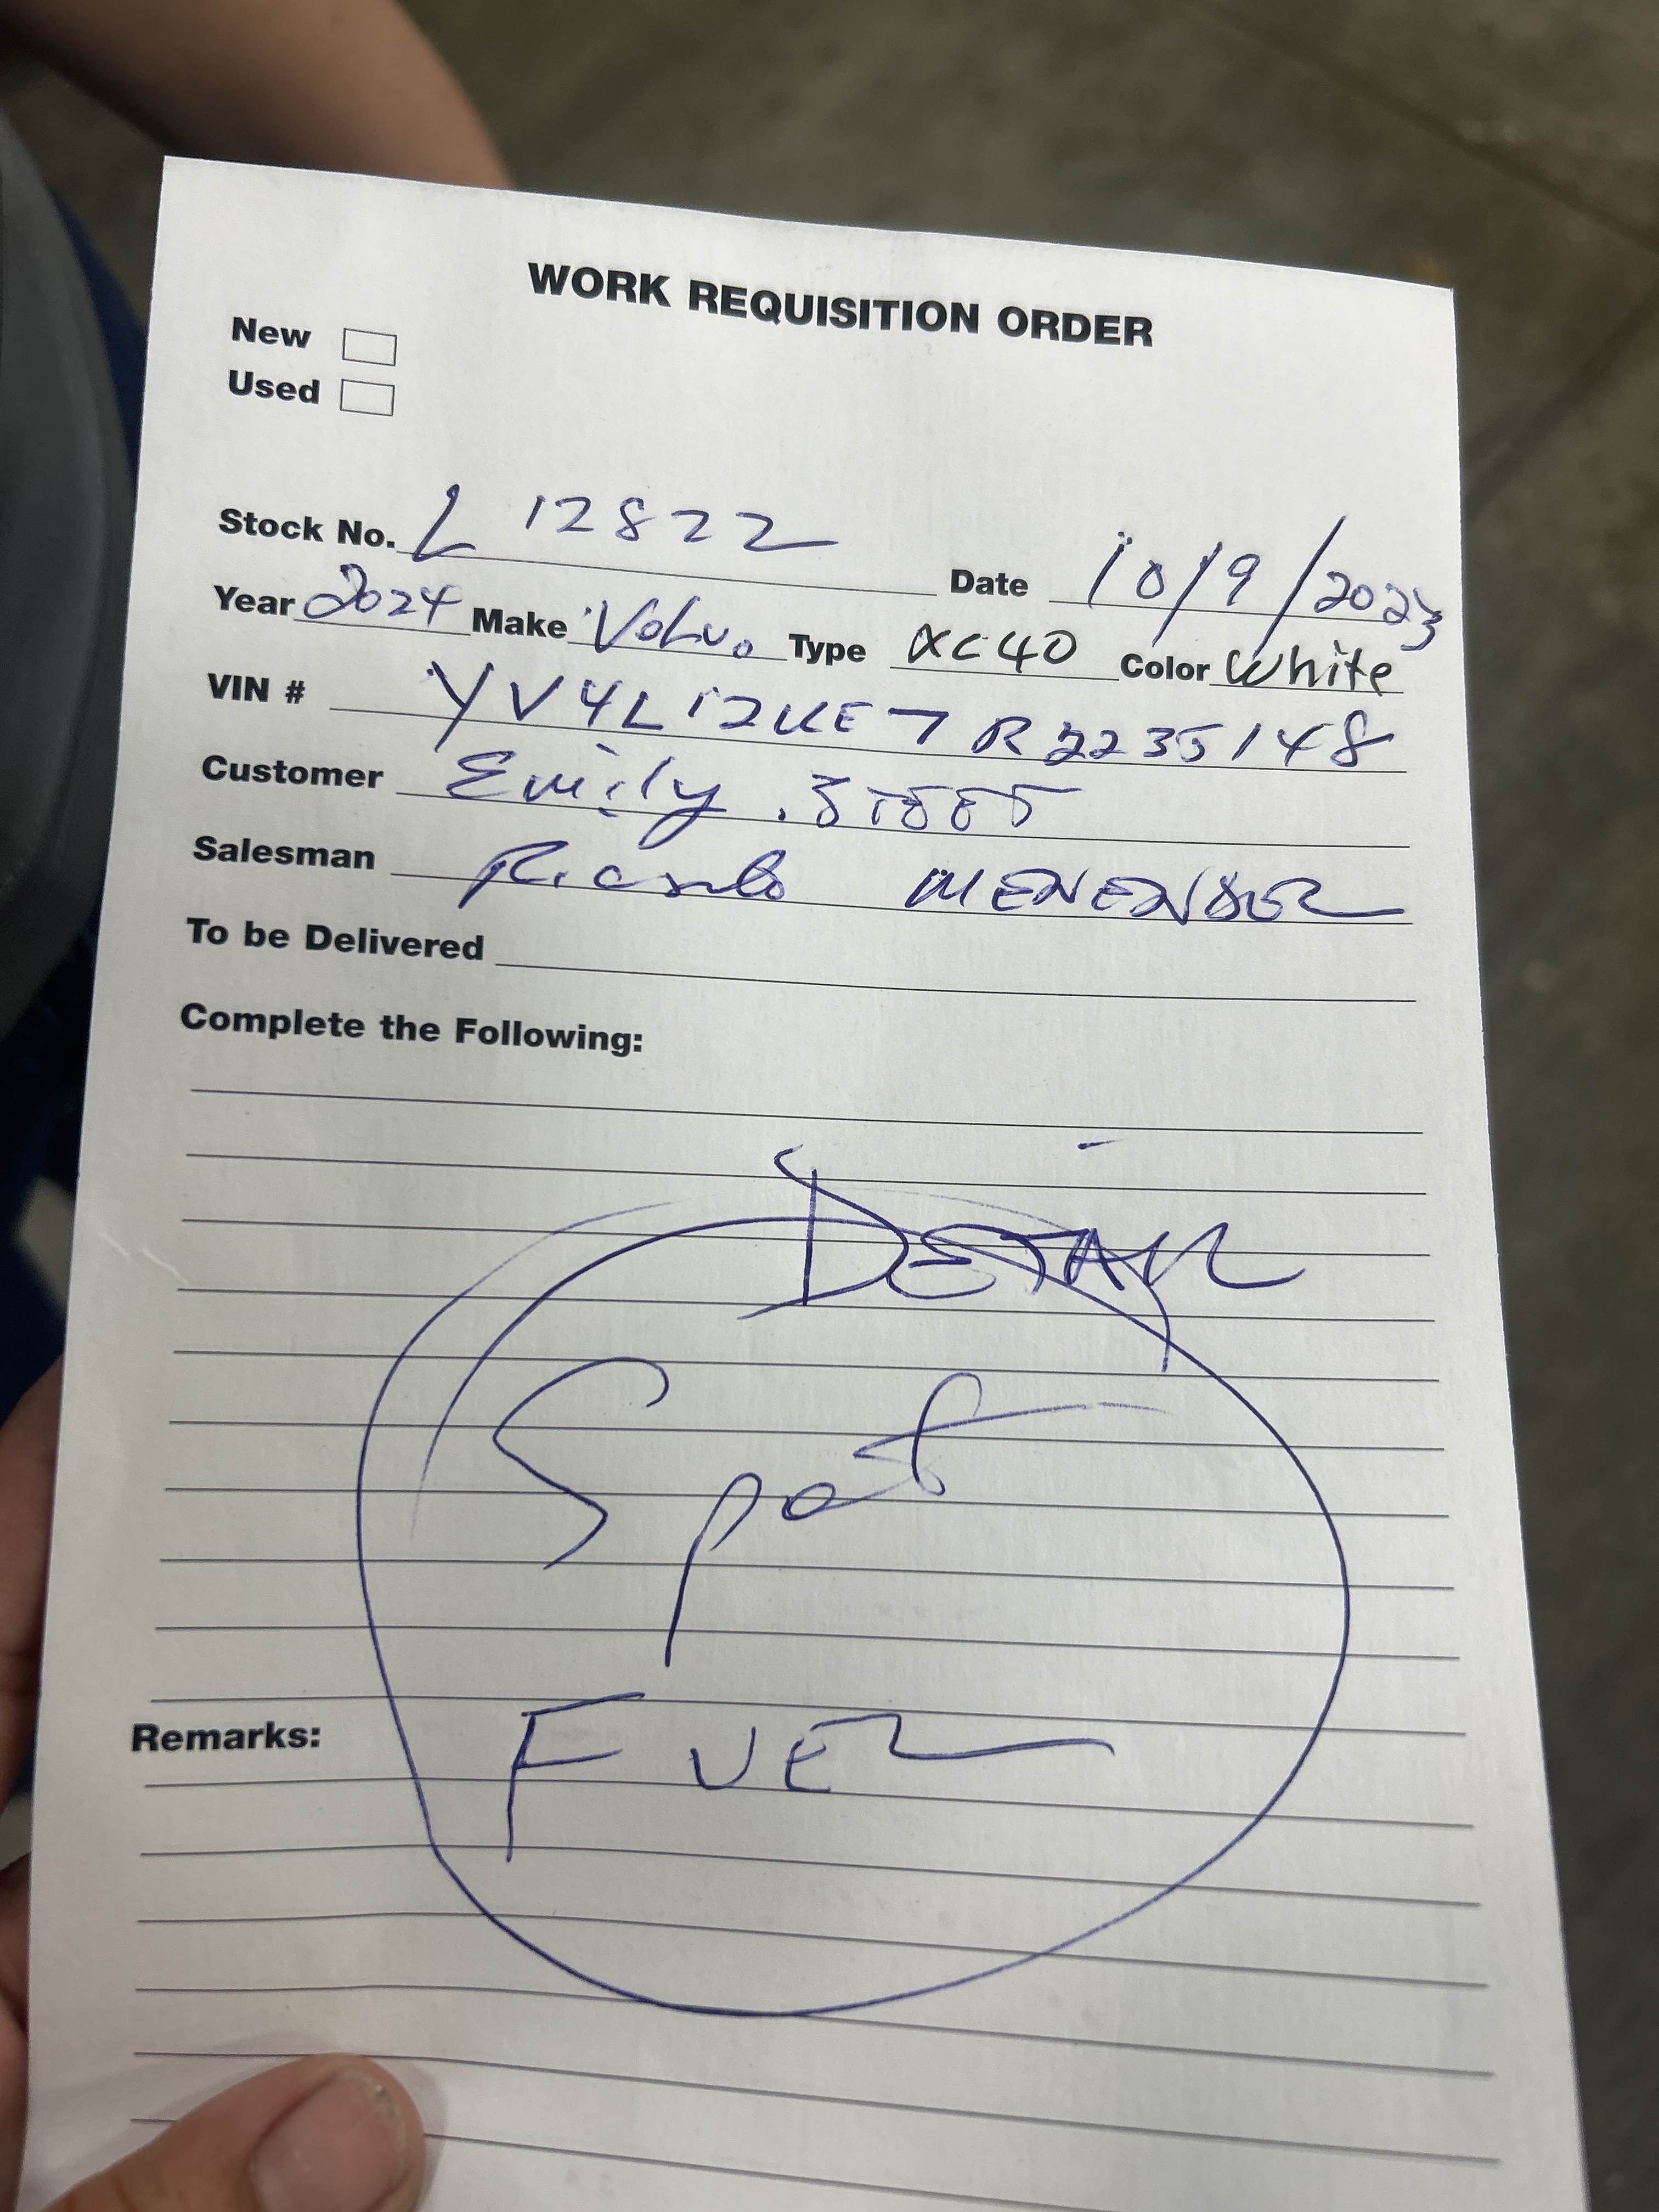 WORK REQUISITION ORDER
New
Used
Stock No. L 12822
Date 10/9/2023
Year 2024 Make Volvo Type XC40 Color White
VIN # YV4L12UE7R2235148
Customer Emily
Salesman Ricardo MENENDEZ
To be Delivered
Complete the Following:
DETAIL
Spot
Remarks:
FUEL